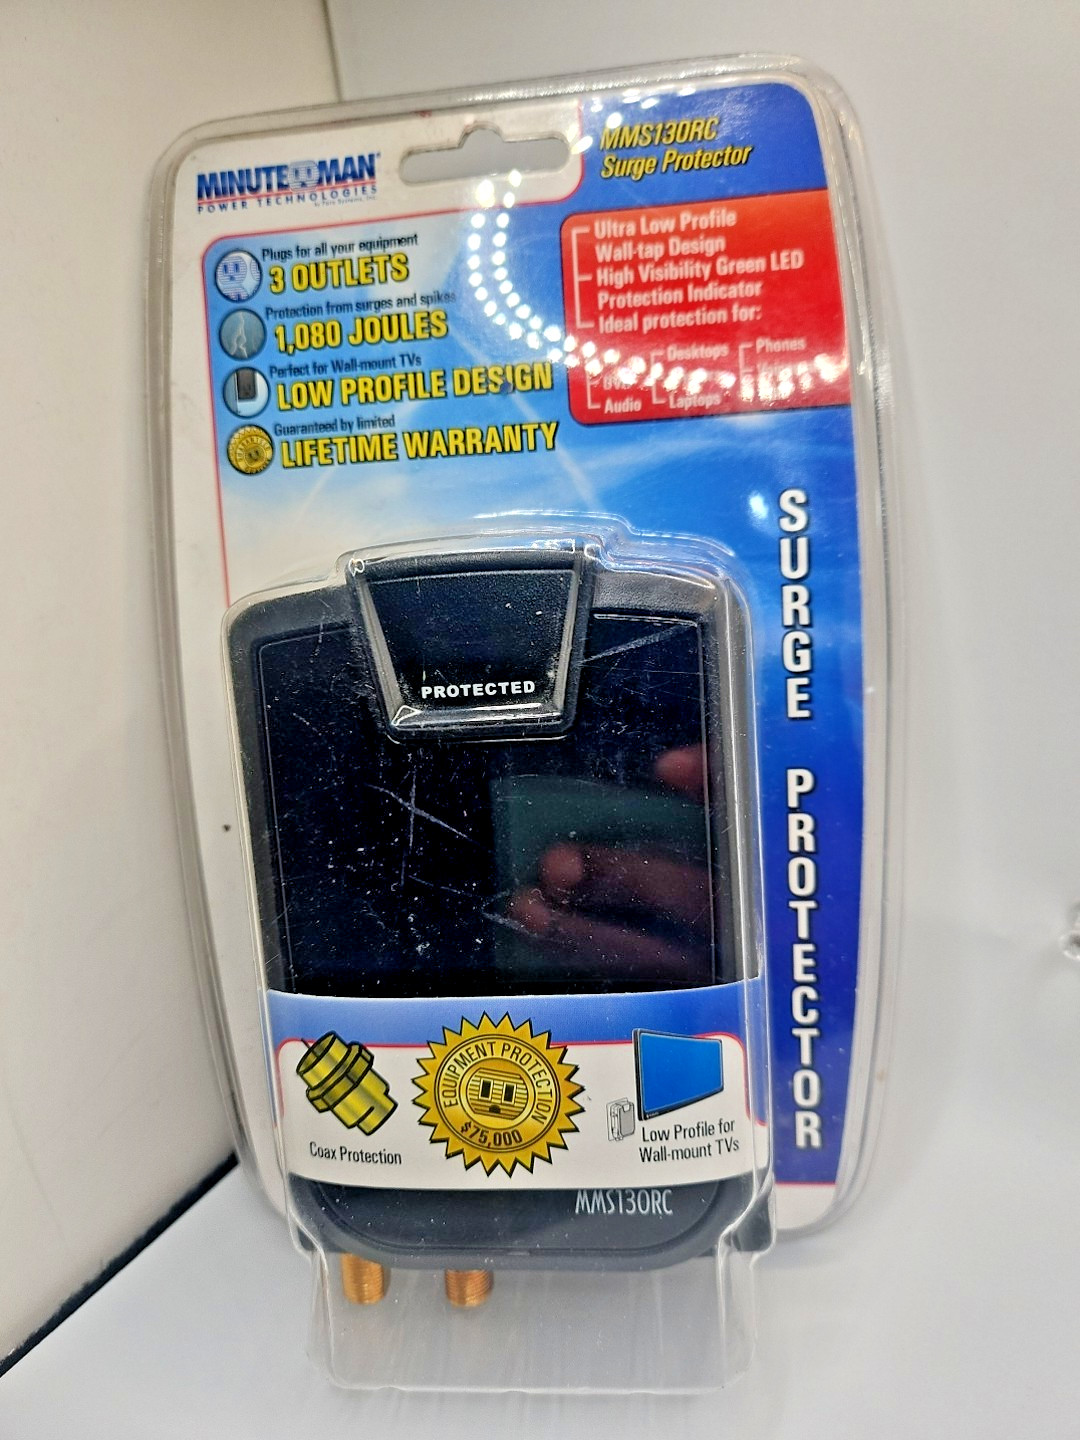 MINUTEMAN
POWER TECHNOLOGIES
MMS130RC
Surge Protector
Plugs for all your equipment
3 OUTLETS
Protection from surges and spikes
1,080 JOULES
Perfect for Wall-mount TVs
LOW PROFILE DESIGN
Guaranteed by limited
LIFETIME WARRANTY
Ultra Low Profile
Wall-tap Design
High Visibility Green LED
Protection Indicator
Ideal protection for:
Desktops
Phones
Audio
Laptops
SURGE PROTECTOR
PROTECTED
Coax Protection
EQUIPMENT PROTECTION
$75,000
Low Profile for
Wall-mount TVs
MMS130RC